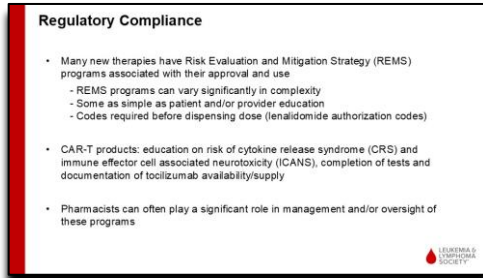 Regulatory Compliance
• Many new therapies have Risk Evaluation and Mitigation Strategy (REMS)
programs associated with their approval and use
- REMS programs can vary significantly in complexity
- Some as simple as patient and/or provider education
- Codes required before dispensing dose (lenalidomide authorization codes)
• CAR-T products: education on risk of cytokine release syndrome (CRS) and
immune effector cell associated neurotoxicity (ICANS), completion of tests and
documentation of tocilizumab availability/supply
• Pharmacists can often play a significant role in management and/or oversight of
these programs
LEUKEMIA &
LYMPHOMA
SOCIETY